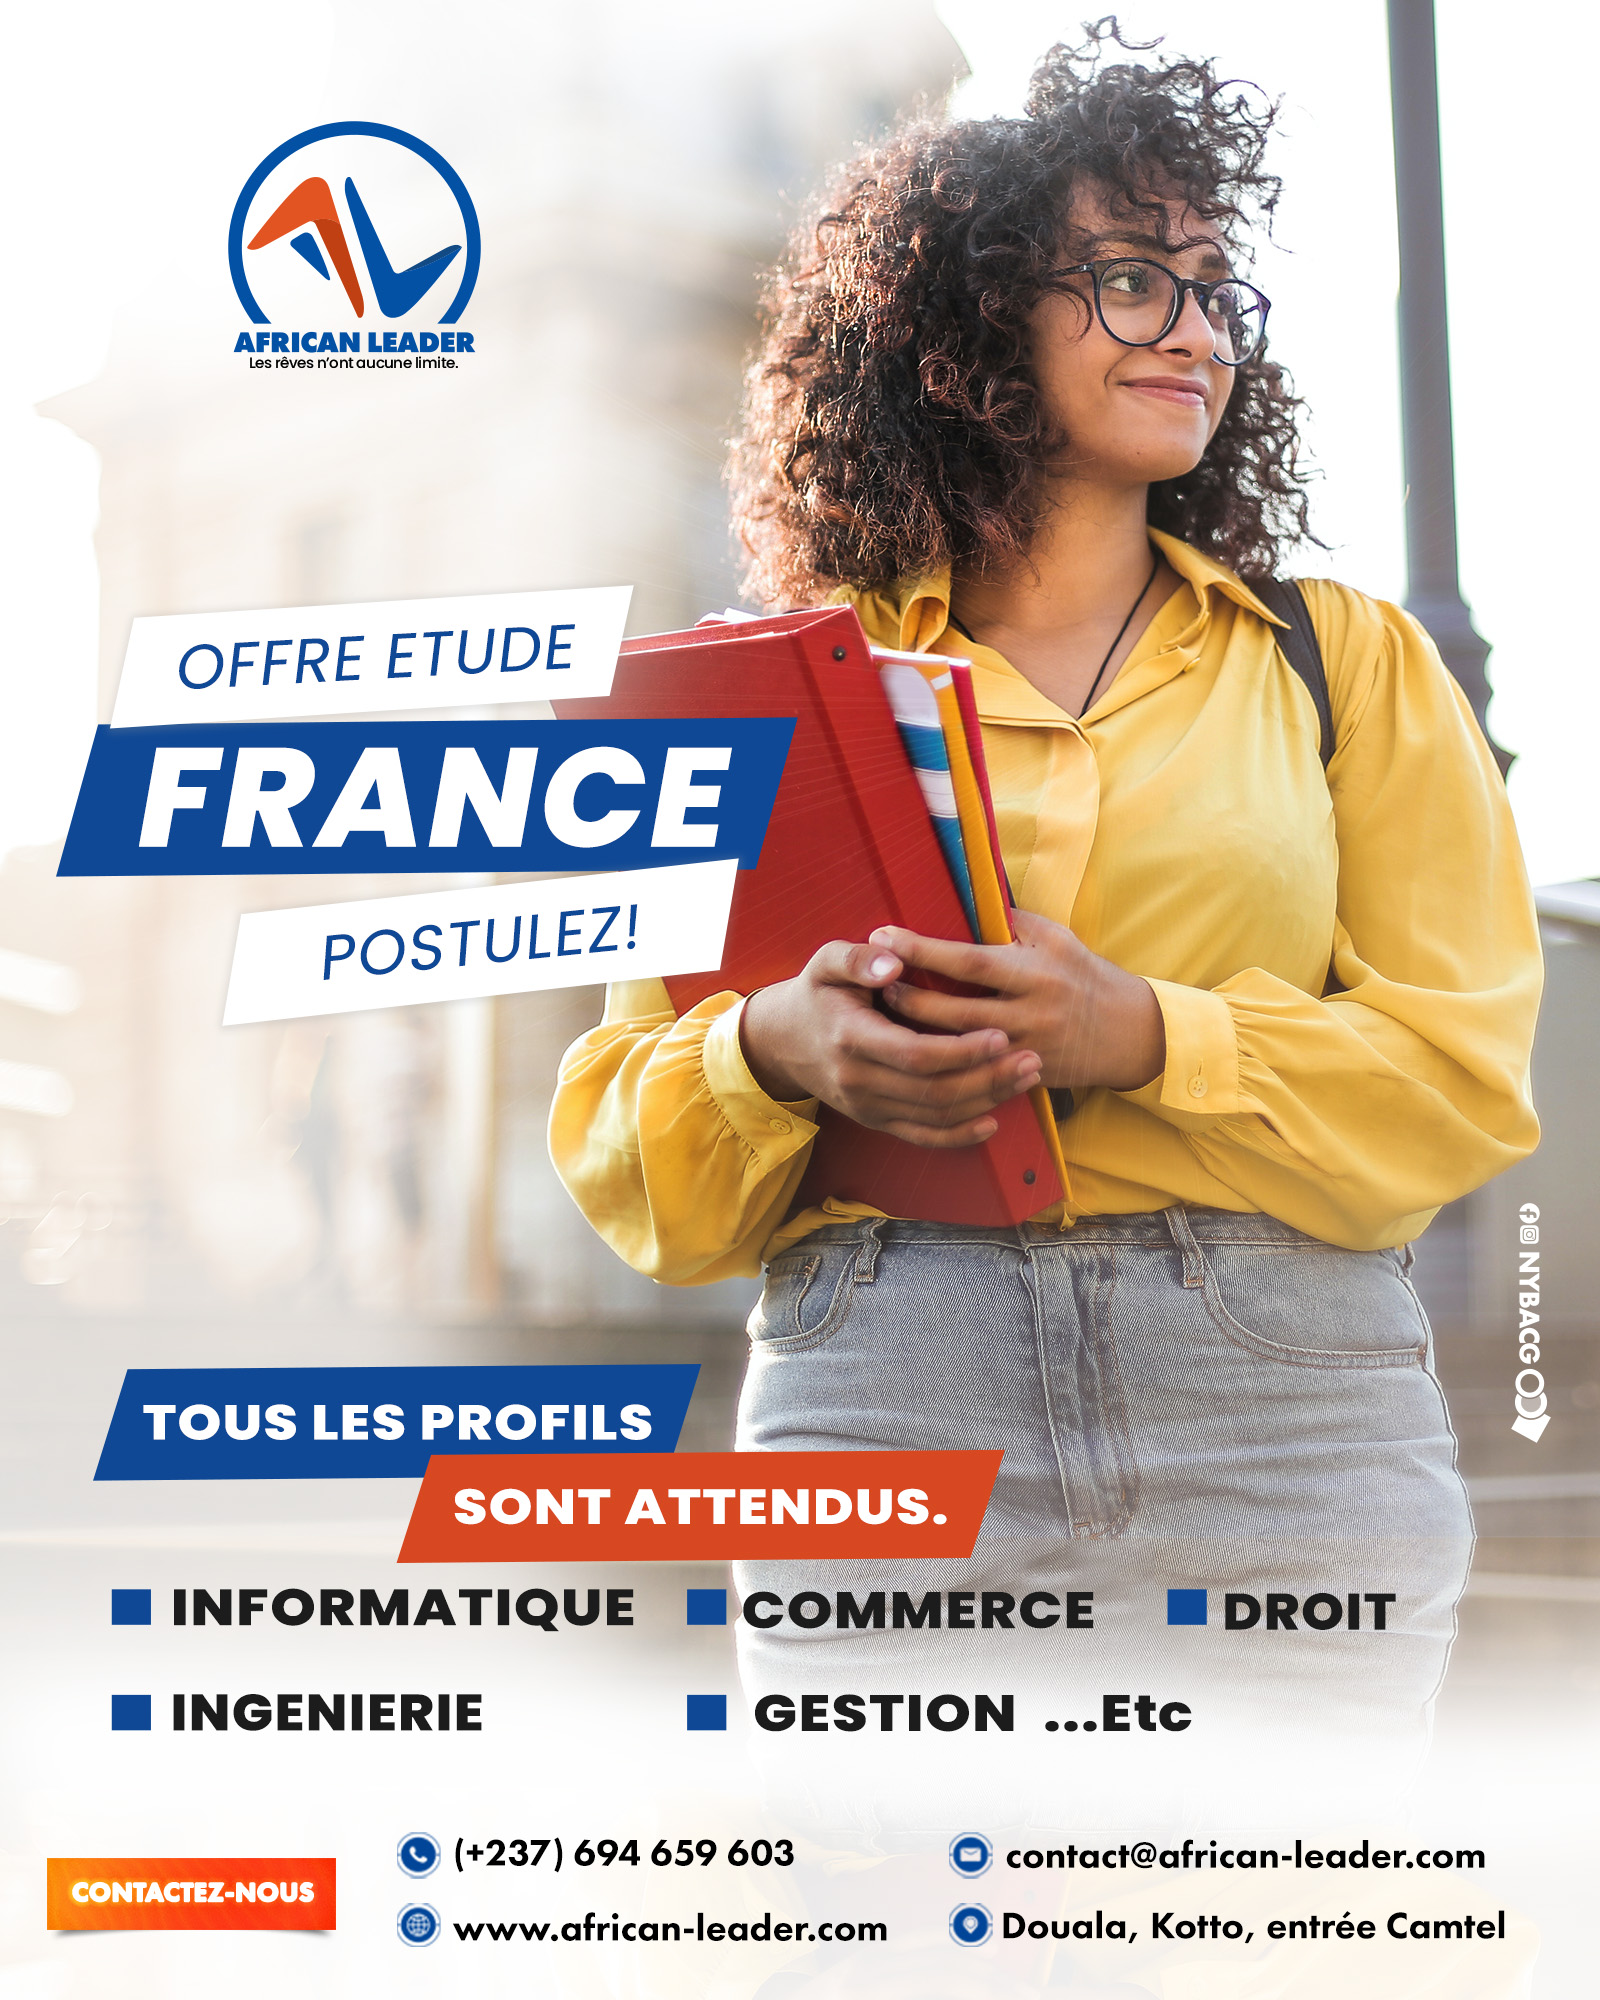 AFRICAN LEADER
Les rêves n'ont aucune limite.
OFFRE ETUDE
FRANCE
POSTULEZ!
NYBACG
TOUS LES PROFILS
SONT ATTENDUS.
INFORMATIQUE COMMERCE DROIT
INGENIERIE GESTION ...Etc
CONTACTEZ-NOUS
(+237) 694 659 603
contact@african-leader.com
www.african-leader.com
Douala, Kotto, entrée Camtel